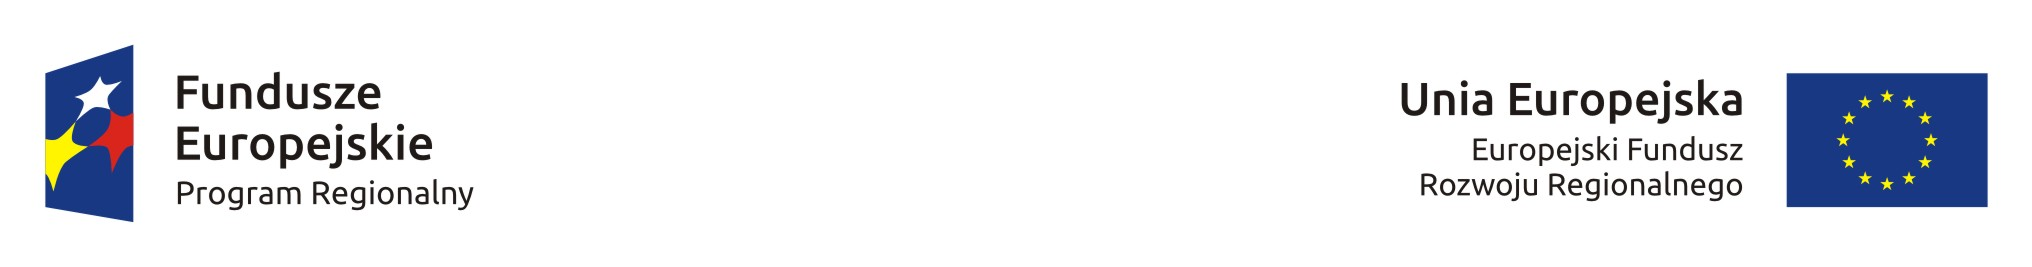 Fundusze
Europejskie
Program Regionalny
Unia Europejska
Europejski Fundusz
Rozwoju Regionalnego